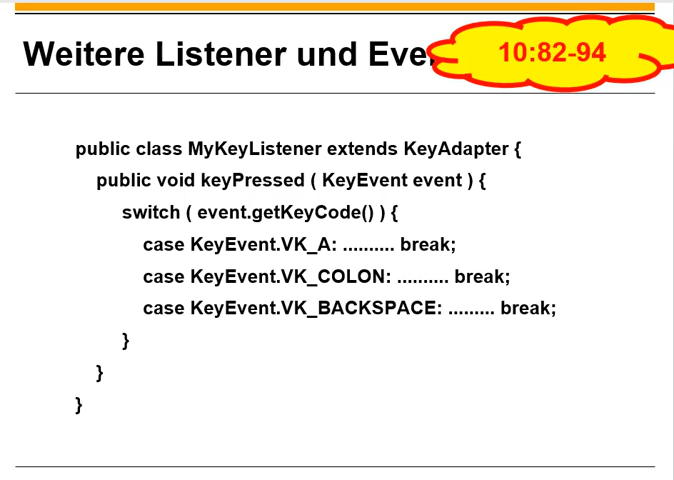 Weitere Listener und
10:82-94
public class MyKeyListener extends KeyAdapter {
public void keyPressed ( KeyEvent event ) {
switch ( event.getKeyCode() ) {
case KeyEvent.VK_A: .......... break;
case KeyEvent.VK_COLON: .......... break;
case KeyEvent.VK_BACKSPACE: ......... break;
}
}
}